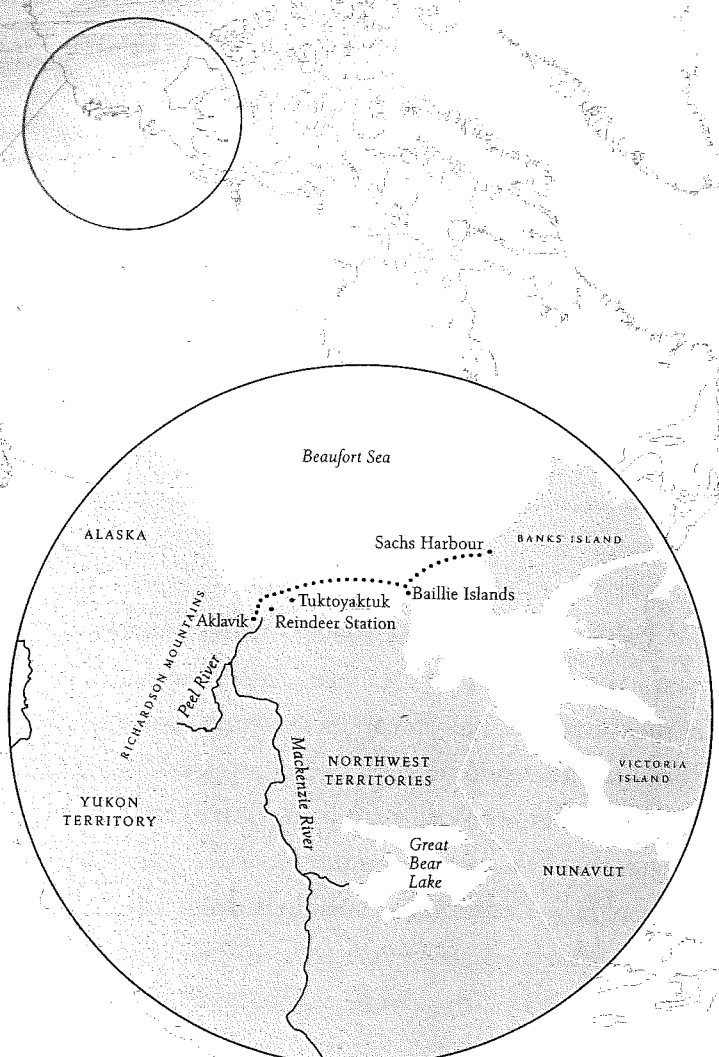 Beaufort Sea
ALASKA
Sachs Harbour
BANKS ISLAND
Tuktoyaktuk
Baillie Islands
Aklavik
Reindeer Station
RICHARDSON MOUNTAINS
Peel River
Mackenzie River
NORTHWEST
TERRITORIES
VICTORIA
ISLAND
YUKON
TERRITORY
Great
Bear
Lake
NUNAVUT